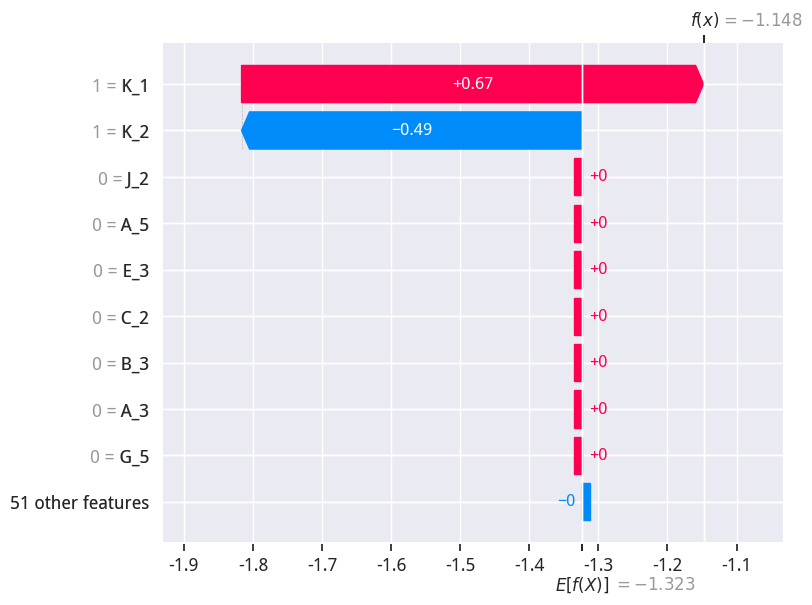 f(x) = −1.148
1 = K_1
+0.67
1 = K_2
−0.49
0 = J_2
+0
0 = A_5
+0
0 = E_3
+0
0 = C_2
+0
0 = B_3
+0
0 = A_3
+0
0 = G_5
+0
51 other features
−0
-1.9 -1.8 -1.7 -1.6 -1.5 -1.4 -1.3 -1.2 -1.1
E[f(X)] = −1.323